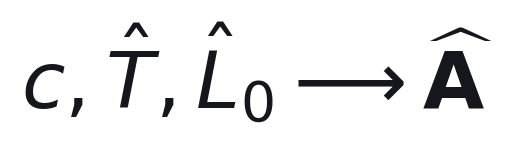 c, T̂, L̂₀ ⟶ 𝐀̂